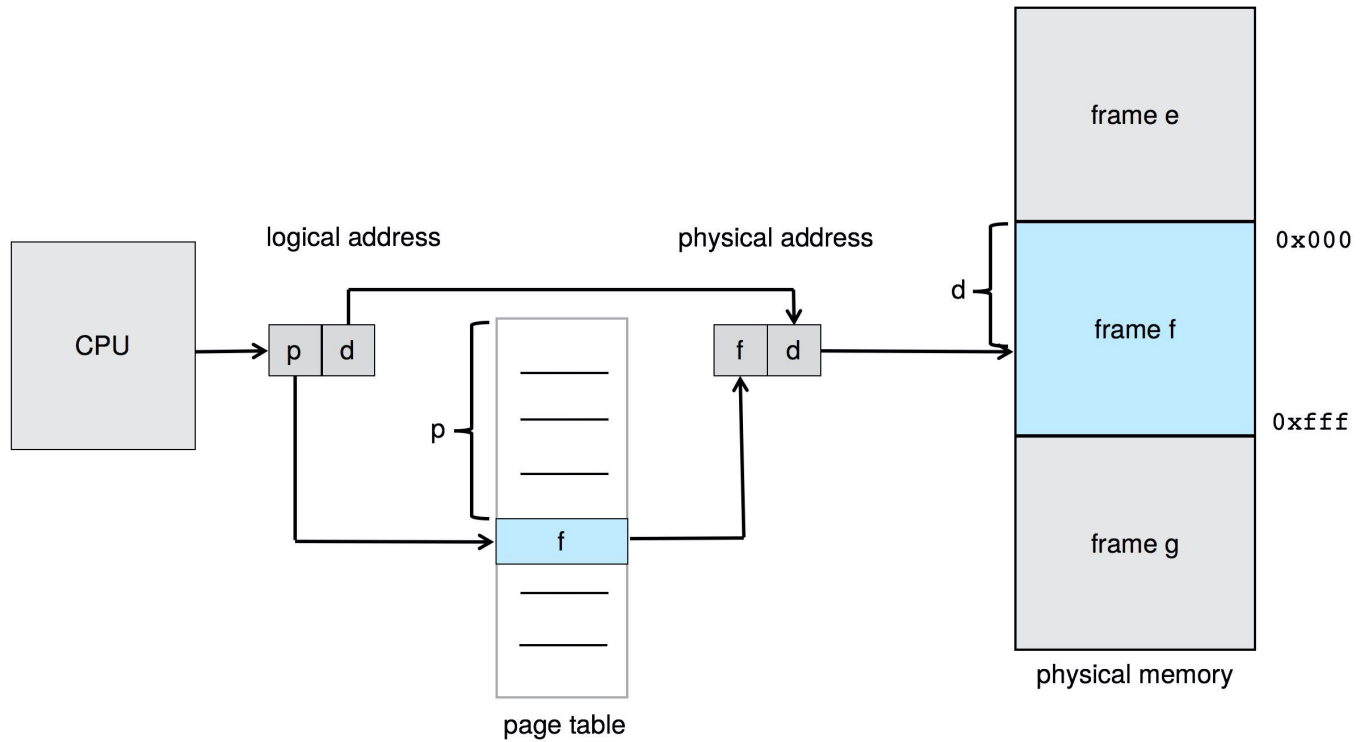 frame e
logical address
physical address
0x000
d
frame f
CPU
p d
f d
p
0xfff
f
frame g
physical memory
page table